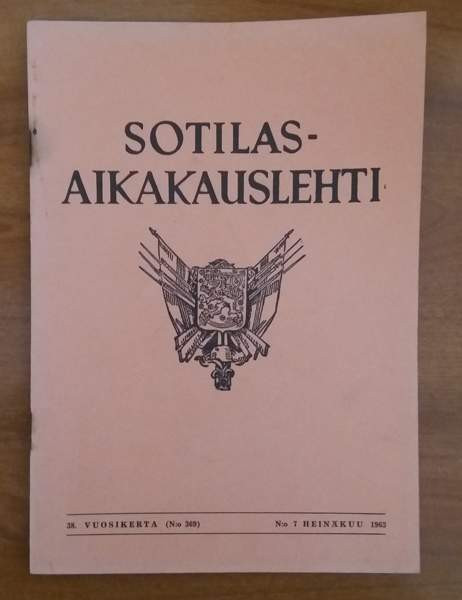 SOTILAS-
AIKAKAUSLEHTI
38. VUOSIKERTA (N:o 369) N:o 7 HEINÄKUU 1963